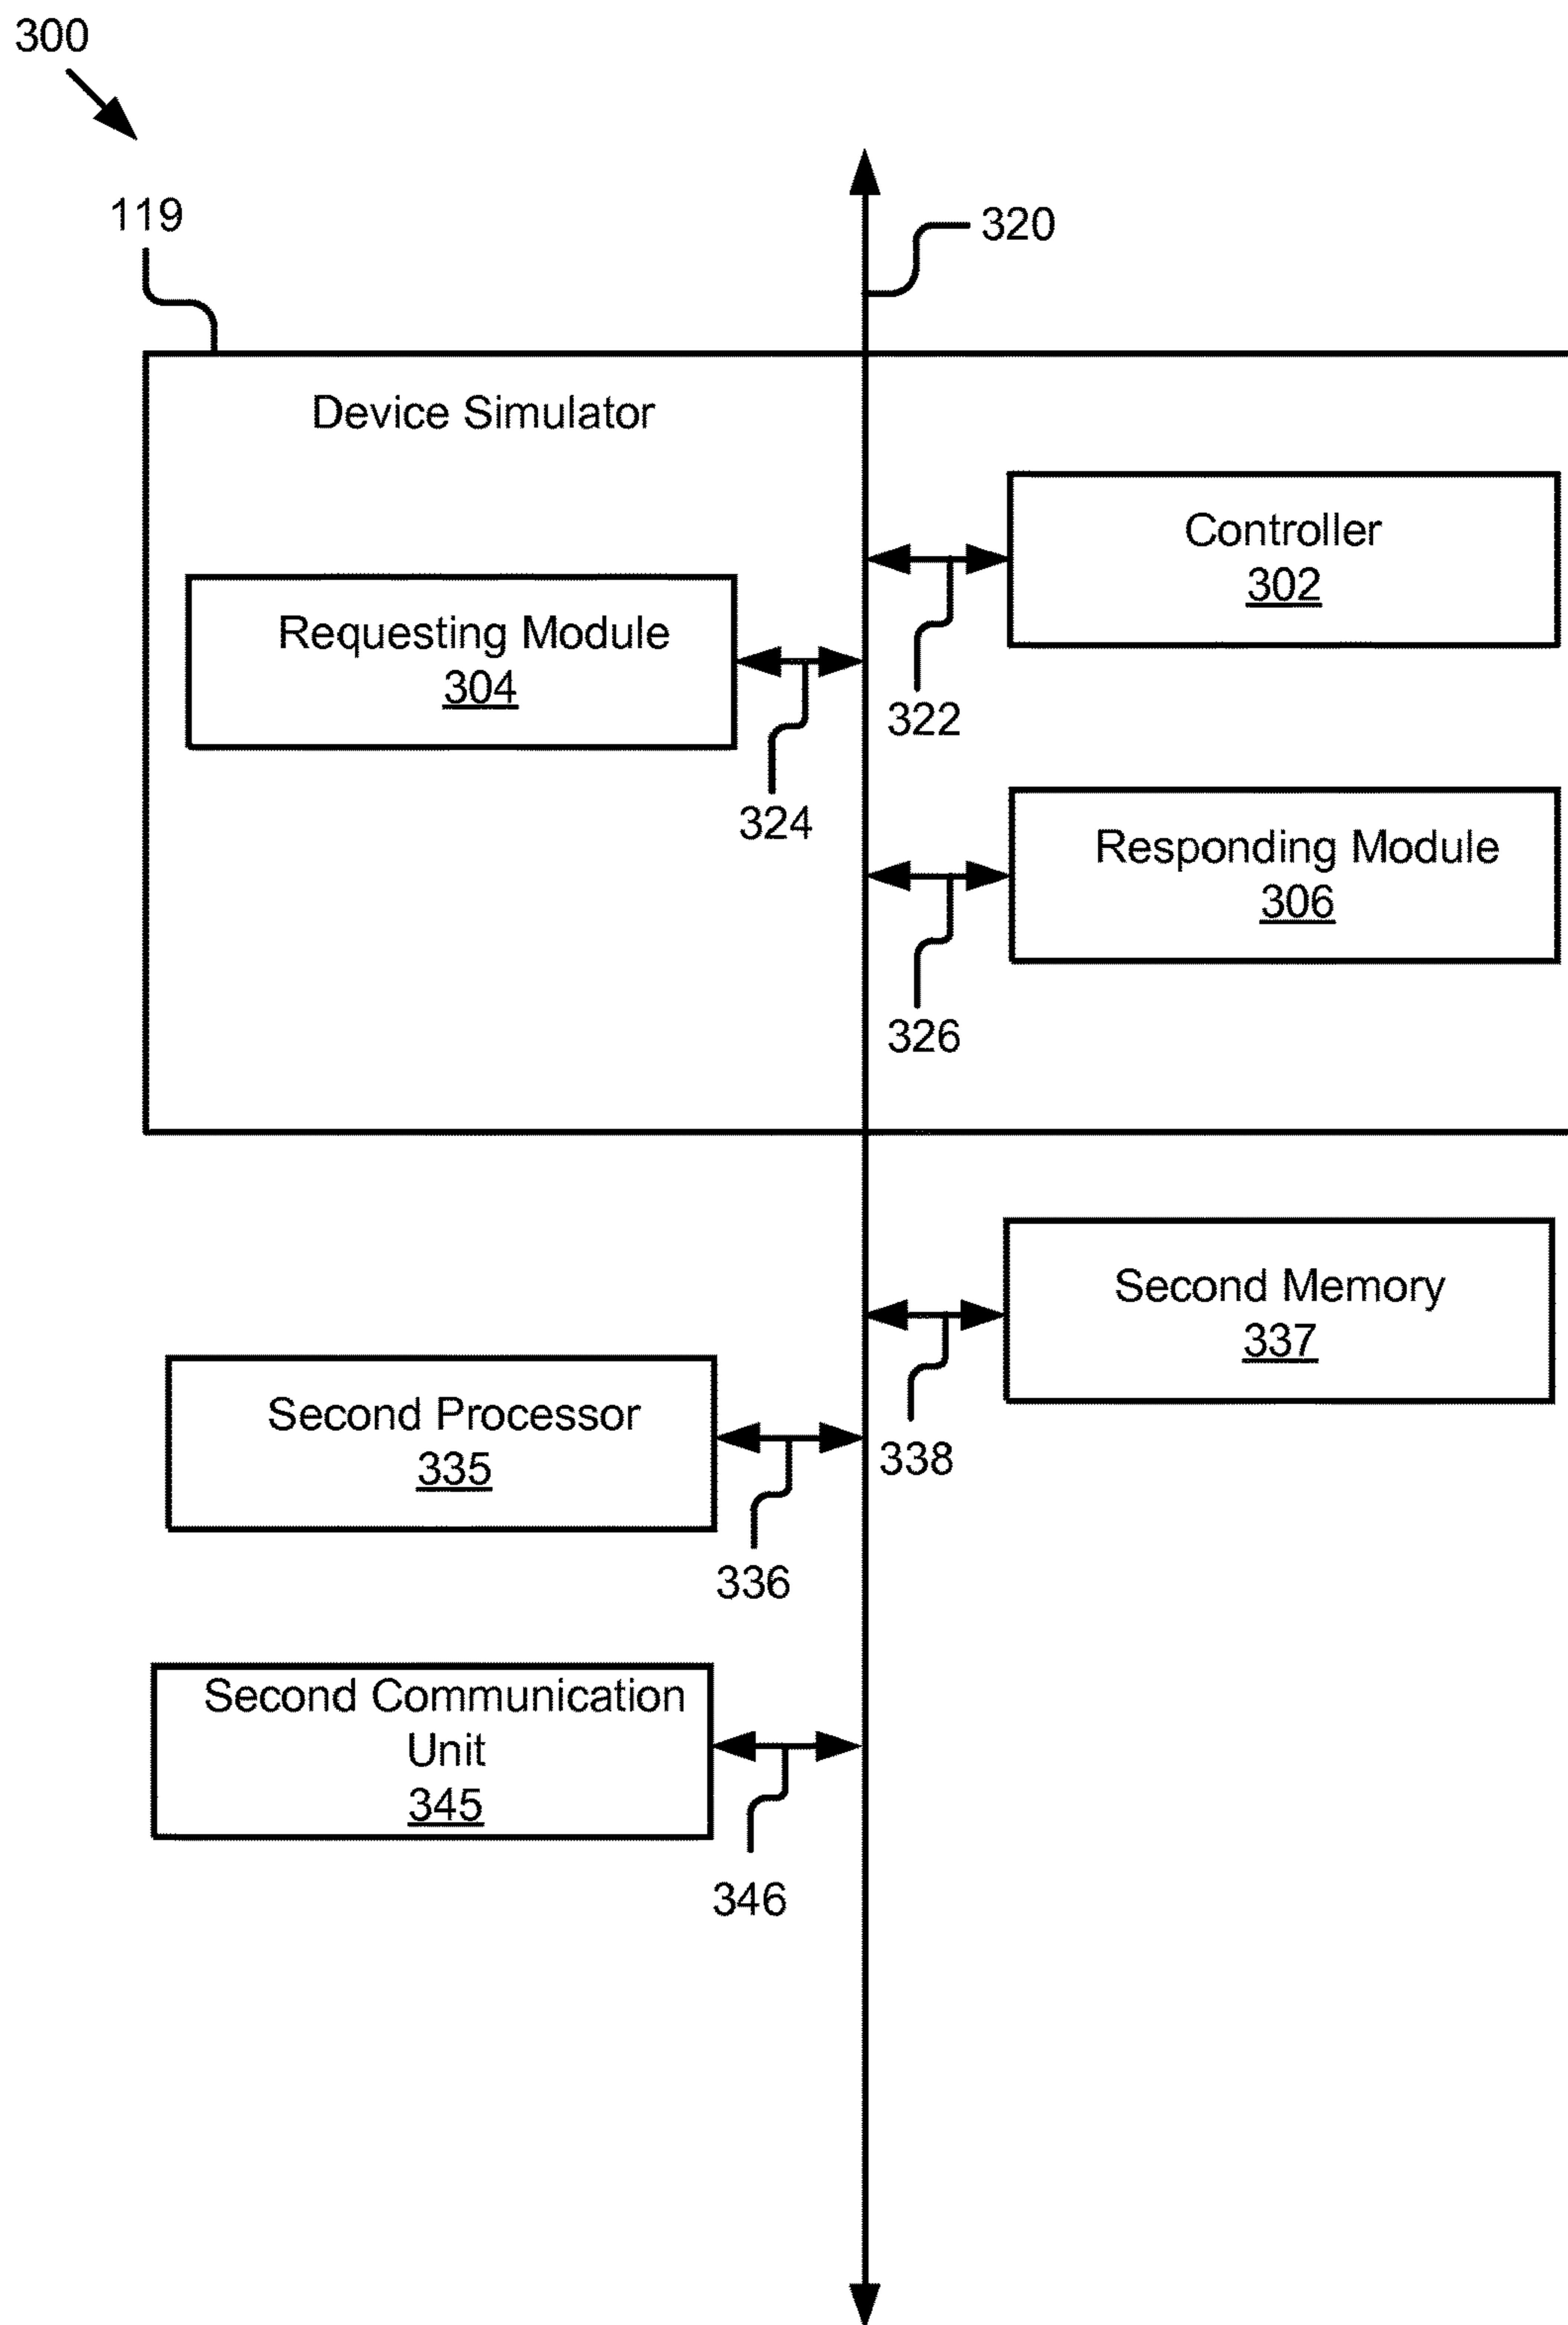 300
119
320
Device Simulator
Controller
302
Requesting Module
304
322
324
Responding Module
306
326
Second Memory
337
Second Processor
335
338
336
Second Communication
Unit
345
346